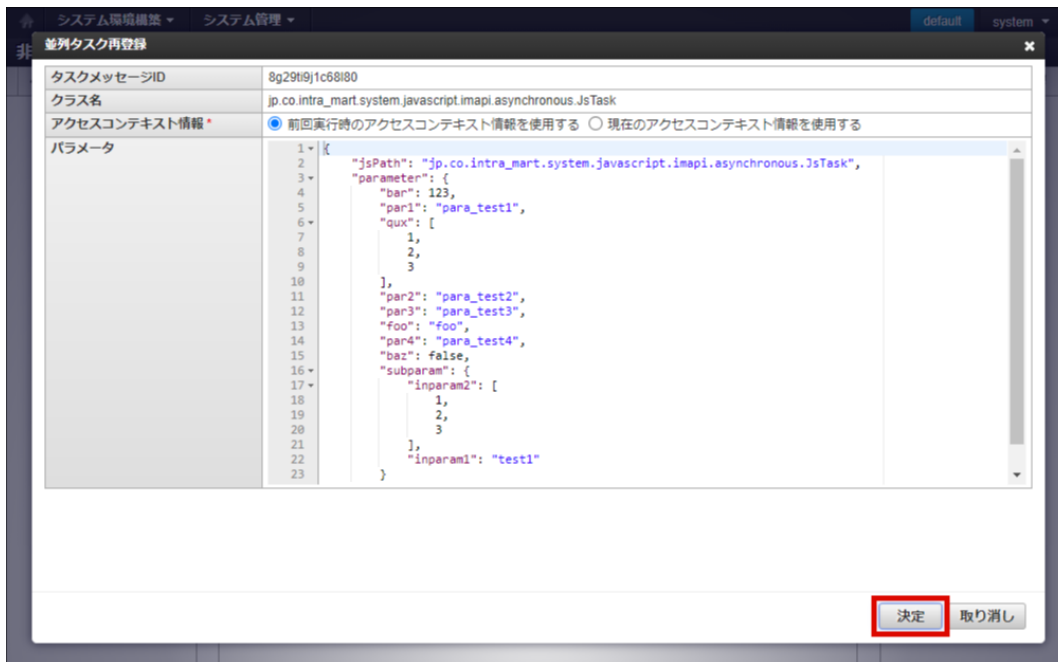 システム環境構築 ▾ システム管理 ▾ default system ▾
非
並列タスク再登録 ×
タスクメッセージID 8g29ti9j1c68l80
クラス名 jp.co.intra_mart.system.javascript.imapi.asynchronous.JsTask
アクセスコンテキスト情報 * 前回実行時のアクセスコンテキスト情報を使用する 現在のアクセスコンテキスト情報を使用する
パラメータ
1 {
2 "jsPath": "jp.co.intra_mart.system.javascript.imapi.asynchronous.JsTask",
3 "parameter": {
4 "bar": 123,
5 "par1": "para_test1",
6 "qux": [
7 1,
8 2,
9 3
10 ],
11 "par2": "para_test2",
12 "par3": "para_test3",
13 "foo": "foo",
14 "par4": "para_test4",
15 "baz": false,
16 "subparam": {
17 "inparam2": [
18 1,
19 2,
20 3
21 ],
22 "inparam1": "test1"
23 }
決定 取り消し